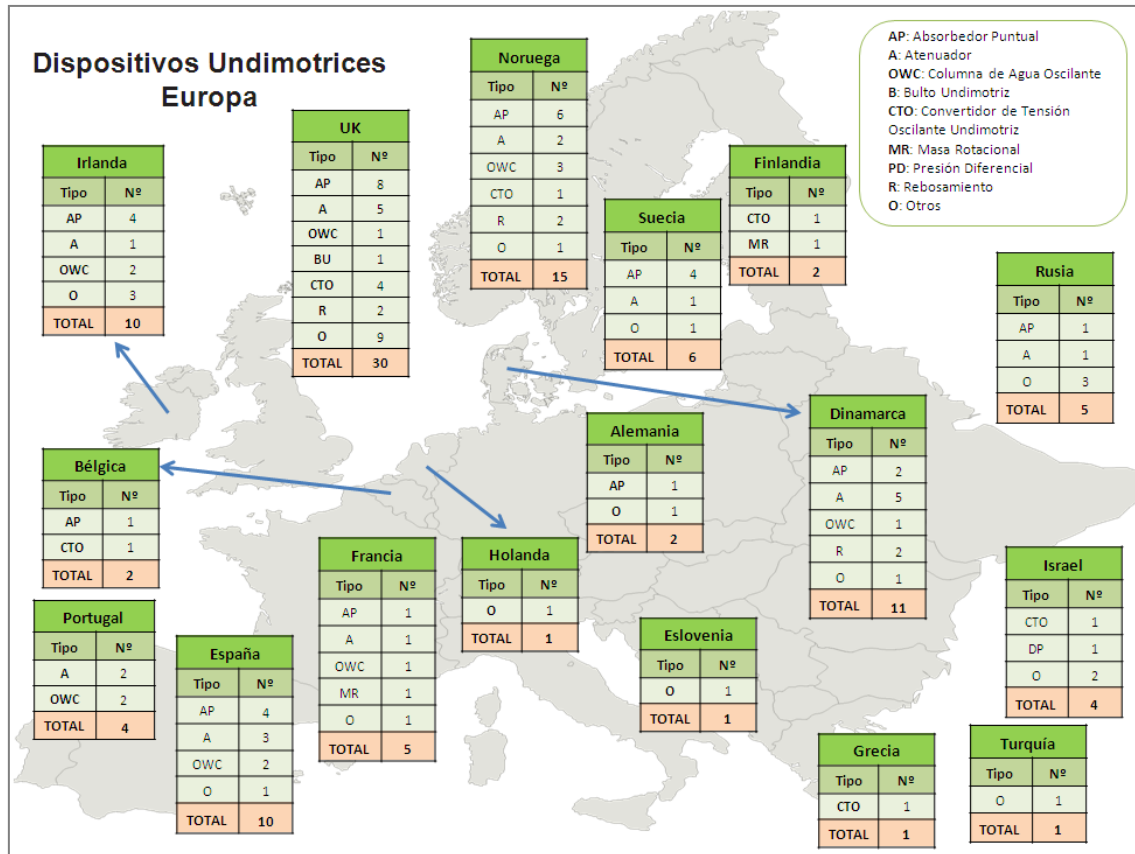 Dispositivos Undimotrices
Europa
AP: Absorbedor Puntual
A: Atenuador
OWC: Columna de Agua Oscilante
B: Bulto Undimotriz
CTO: Convertidor de Tensión
Oscilante Undimotriz
MR: Masa Rotacional
PD: Presión Diferencial
R: Rebosamiento
O: Otros
Irlanda
Tipo Nº
AP 4
A 1
OWC 2
O 3
TOTAL 10
UK
Tipo Nº
AP 8
A 5
OWC 1
BU 1
CTO 4
R 2
O 9
TOTAL 30
Noruega
Tipo Nº
AP 6
A 2
OWC 3
CTO 1
R 2
O 1
TOTAL 15
Suecia
Tipo Nº
AP 4
A 1
O 1
TOTAL 6
Finlandia
Tipo Nº
CTO 1
MR 1
TOTAL 2
Rusia
Tipo Nº
AP 1
A 1
O 3
TOTAL 5
Bélgica
Tipo Nº
AP 1
CTO 1
TOTAL 2
Alemania
Tipo Nº
AP 1
O 1
TOTAL 2
Dinamarca
Tipo Nº
AP 2
A 5
OWC 1
R 2
O 1
TOTAL 11
Portugal
Tipo Nº
A 2
OWC 2
TOTAL 4
España
Tipo Nº
AP 4
A 3
OWC 2
O 1
TOTAL 10
Francia
Tipo Nº
AP 1
A 1
OWC 1
MR 1
O 1
TOTAL 5
Holanda
Tipo Nº
O 1
TOTAL 1
Eslovenia
Tipo Nº
O 1
TOTAL 1
Israel
Tipo Nº
CTO 1
DP 1
O 2
TOTAL 4
Grecia
Tipo Nº
CTO 1
TOTAL 1
Turquía
Tipo Nº
O 1
TOTAL 1